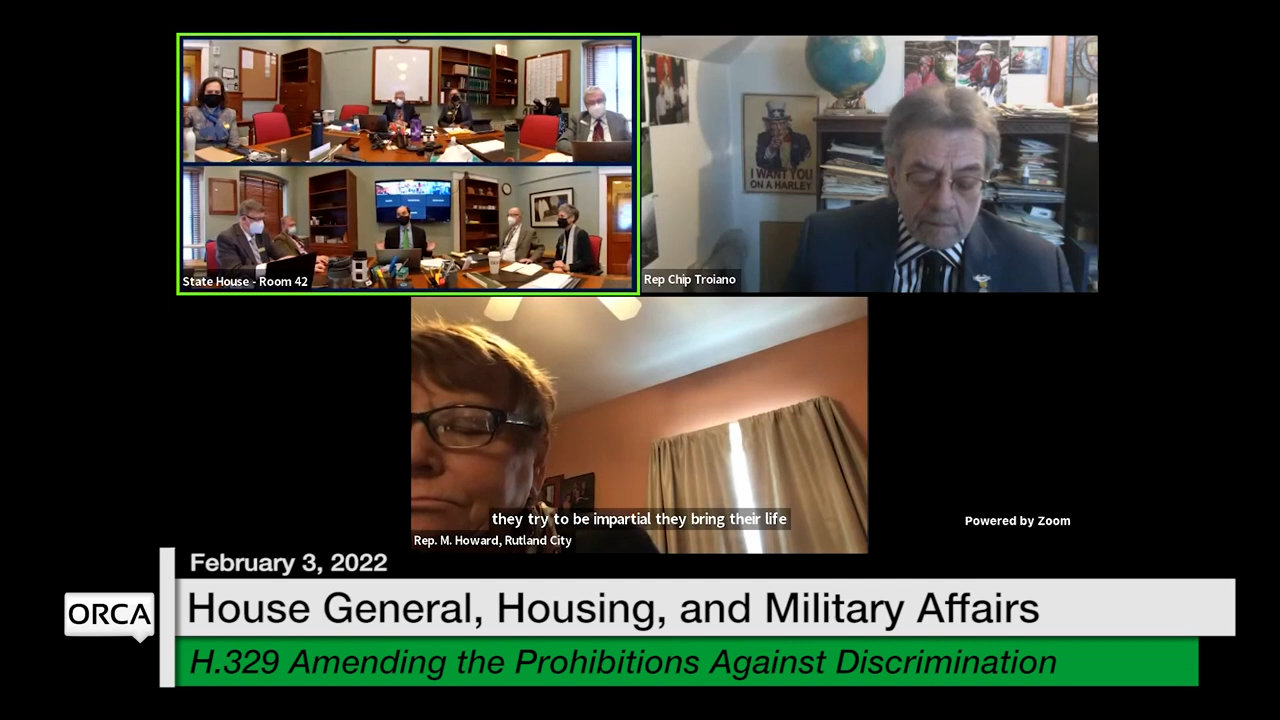 State House - Room 42
I WANT YOU
ON A HARLEY
Rep Chip Troiano
they try to be impartial they bring their life
Rep. M. Howard, Rutland City
Powered by Zoom
February 3, 2022
ORCA
House General, Housing, and Military Affairs
H.329 Amending the Prohibitions Against Discrimination